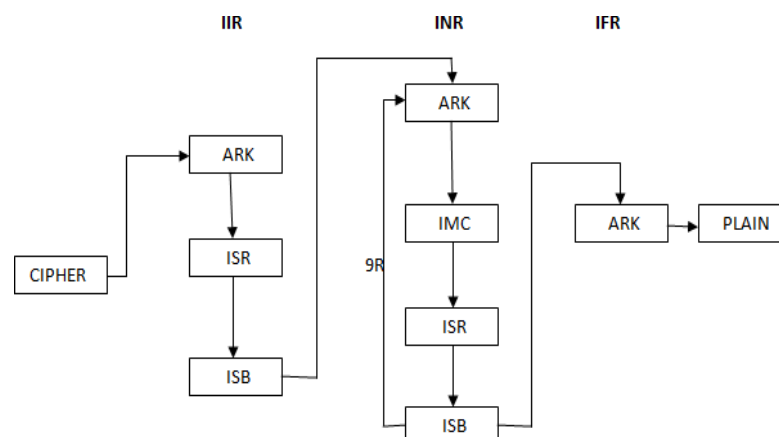 IIR
INR
IFR
ARK
ISR
ISB
CIPHER
ARK
IMC
ISR
ISB
9R
ARK
PLAIN